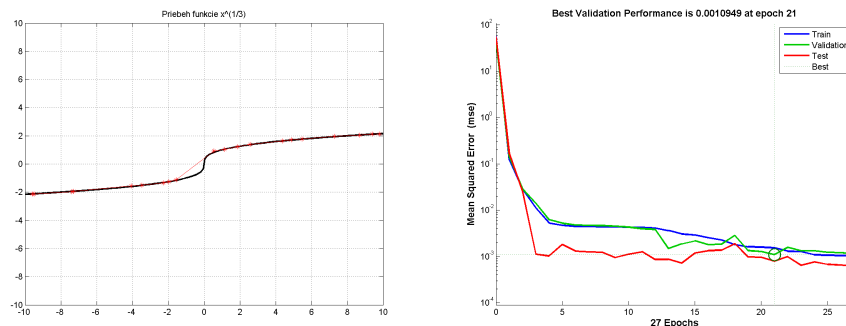 Priebeh funkcie x^(1/3)
10
8
6
4
2
0
-2
-4
-6
-8
-10
-10 -8 -6 -4 -2 0 2 4 6 8 10
Best Validation Performance is 0.0010949 at epoch 21
Mean Squared Error (mse)
10^2
10^1
10^0
10^-1
10^-2
10^-3
10^-4
Train
Validation
Test
Best
0 5 10 15 20 25
27 Epochs